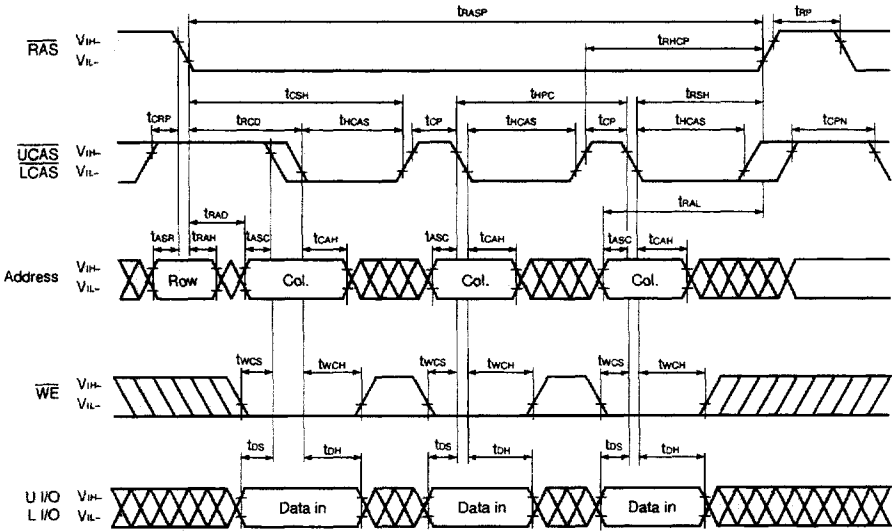 tRASP
tRP
RAS
VIH–
VIL–
tRHCP
tCSH
tHPC
tRSH
tCRP
tRCD
tHCAS
tCP
tHCAS
tCP
tHCAS
tCPN
UCAS
LCAS
VIH–
VIL–
tRAD
tRAL
tASR
tRAH
tASC
tCAH
tASC
tCAH
tASC
tCAH
Address
VIH–
VIL–
Row
Col.
Col.
Col.
tWCS
tWCH
tWCS
tWCH
tWCS
tWCH
WE
VIH–
VIL–
tDS
tDH
tDS
tDH
tDS
tDH
U I/O
L I/O
VIH–
VIL–
Data in
Data in
Data in